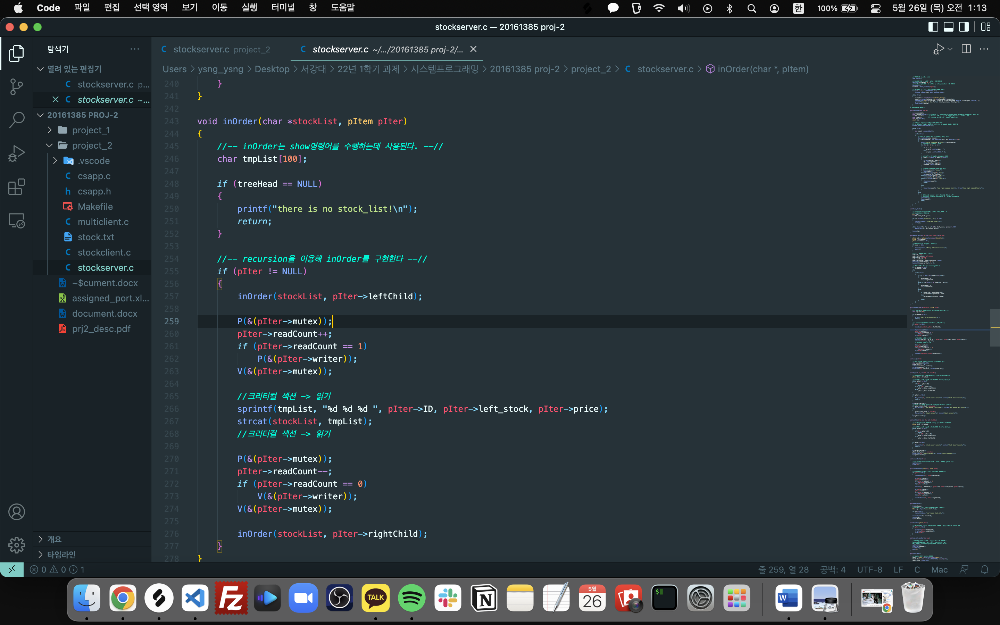 Code 파일 편집 선택 영역 보기 이동 실행 터미널 창 도움말 한 100% 5월 26일 (목) 오전 1:13
stockserver.c — 20161385 proj-2
탐색기 ···
열려 있는 편집기
C stockserver.c p...
C stockserver.c ~...
20161385 PROJ-2
project_1
project_2
.vscode
C csapp.c
h csapp.h
Makefile
C multiclient.c
stock.txt
C stockclient.c
C stockserver.c
~$cument.docx
assigned_port.xl...
document.docx
prj2_desc.pdf
개요
타임라인
C stockserver.c project_2
C stockserver.c ~/.../20161385 proj-2/...
Users > ysng_ysng > Desktop > 서강대 > 22년 1학기 과제 > 시스템프로그래밍 > 20161385 proj-2 > project_2 > C stockserver.c > inOrder(char *, pItem)
240 }
241 }
242
243 void inOrder(char *stockList, pItem pIter)
244 {
245 //-- inOrder는 show명령어를 수행하는데 사용된다. --//
246 char tmpList[100];
247
248 if (treeHead == NULL)
249 {
250 printf("there is no stock_list!\n");
251 return;
252 }
253
254 //-- recursion을 이용해 inOrder를 구현한다 --//
255 if (pIter != NULL)
256 {
257 inOrder(stockList, pIter->leftChild);
258
259 P(&(pIter->mutex));
260 pIter->readCount++;
261 if (pIter->readCount == 1)
262 P(&(pIter->writer));
263 V(&(pIter->mutex));
264
265 //크리티컬 섹션 -> 읽기
266 sprintf(tmpList, "%d %d %d ", pIter->ID, pIter->left_stock, pIter->price);
267 strcat(stockList, tmpList);
268 //크리티컬 섹션 -> 읽기
269
270 P(&(pIter->mutex));
271 pIter->readCount--;
272 if (pIter->readCount == 0)
273 V(&(pIter->writer));
274 V(&(pIter->mutex));
275
276 inOrder(stockList, pIter->rightChild);
277 }
278 }
0 0 1 줄 259, 열 28 공백: 4 UTF-8 LF C Mac
Fz
TALK
N
5월
26
$
W